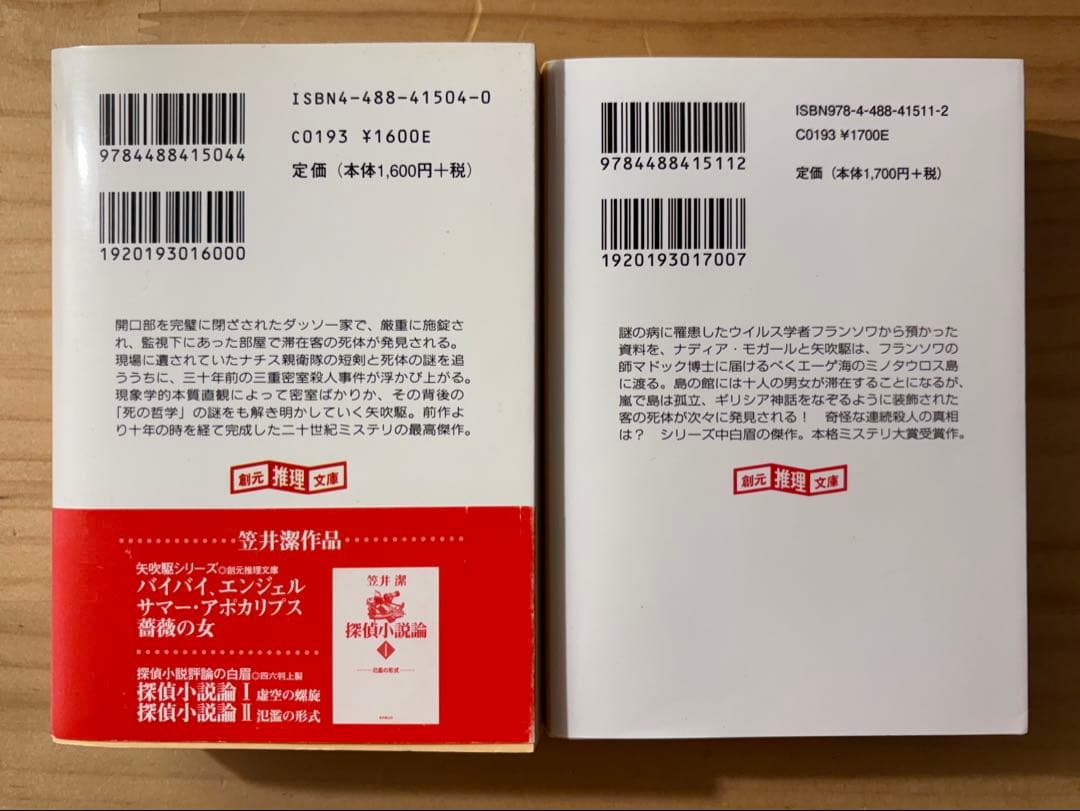 ISBN4-488-41504-0
C0193 ¥1600E
定価（本体1,600円＋税）
9784488415044
1920193016000
開口部を完璧に閉ざされたダッソー家で、厳重に施錠さ
れ、監視下にあった部屋で滞在客の死体が発見される。
現場に遺されていたナチス親衛隊の短剣と死体の謎を追
ううちに、三十年前の三重密室殺人事件が浮かび上がる。
現象学的本質直観によって密室ばかりか、その背後の
「死の哲学」の謎をも解き明かしていく矢吹駆。前作よ
り十年の時を経て完成した二十世紀ミステリの最高傑作。
創元推理文庫
笠井潔作品
矢吹駆シリーズ◎創元推理文庫
バイバイ、エンジェル
サマー・アポカリプス
薔薇の女
探偵小説評論の白眉◎四六判上製
探偵小説論Ⅰ 虚空の螺旋
探偵小説論Ⅱ 氾濫の形式
笠井 潔
探偵小説論
Ⅰ
氾濫の形式
ISBN978-4-488-41511-2
C0193 ¥1700E
定価（本体1,700円＋税）
9784488415112
1920193017007
謎の病に罹患したウイルス学者フランソワから預かった
資料を、ナディア・モガールと矢吹駆は、フランソワの
師マドック博士に届けるべくエーゲ海のミノタウロス島
に渡る。島の館には十人の男女が滞在することになるが、
嵐で島は孤立、ギリシア神話をなぞるように装飾された
客の死体が次々に発見される！　奇怪な連続殺人の真相
は？　シリーズ中白眉の傑作。本格ミステリ大賞受賞作。
創元推理文庫